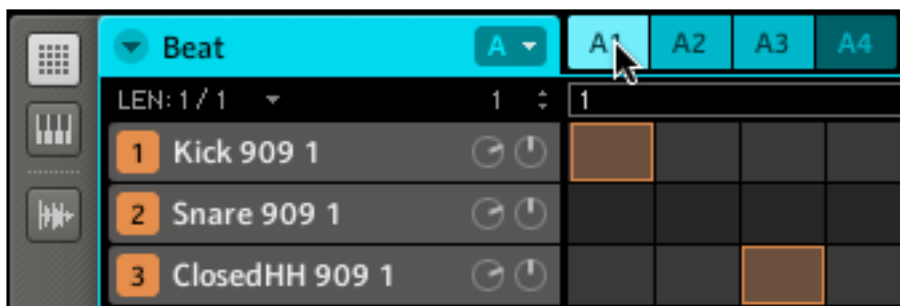 Beat A A1 A2 A3 A4
LEN: 1 / 1 1 1
1 Kick 909 1
2 Snare 909 1
3 ClosedHH 909 1